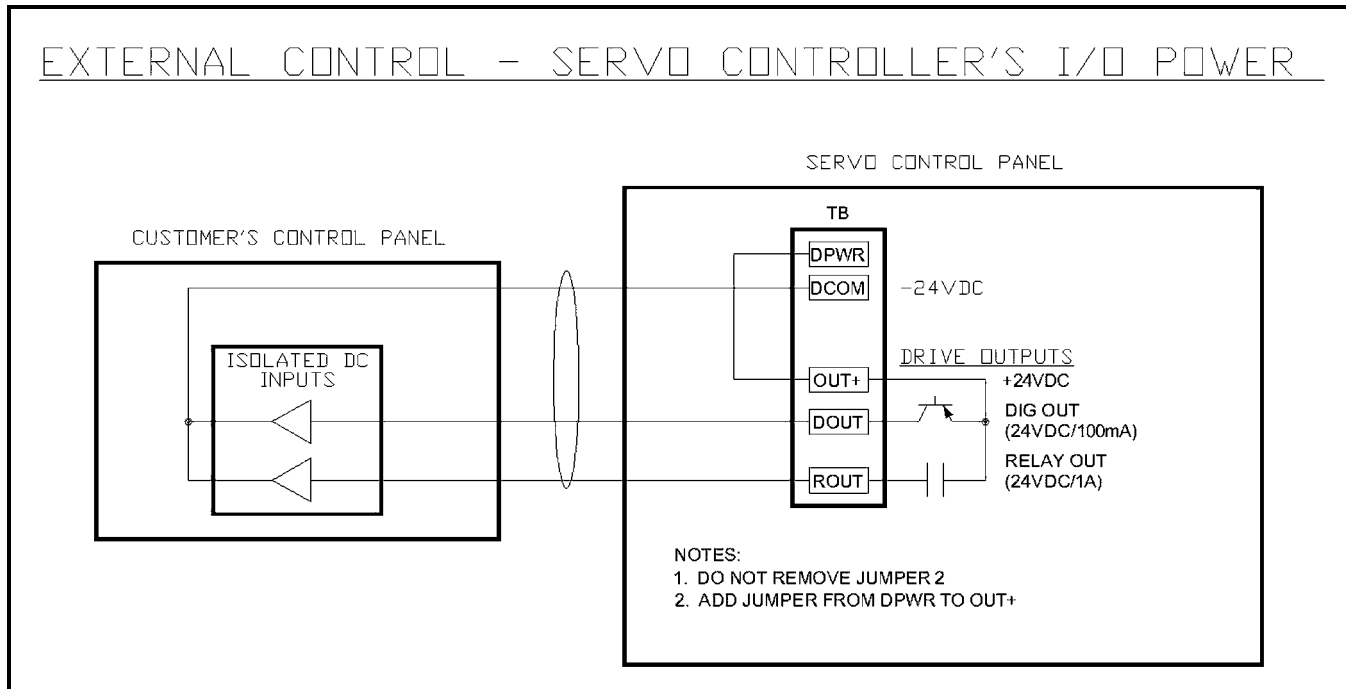 EXTERNAL CONTROL - SERVO CONTROLLER'S I/O POWER
SERVO CONTROL PANEL
TB
CUSTOMER'S CONTROL PANEL
DPWR
DCOM
-24VDC
ISOLATED DC
INPUTS
DRIVE OUTPUTS
OUT+
+24VDC
DOUT
DIG OUT
(24VDC/100mA)
ROUT
RELAY OUT
(24VDC/1A)
NOTES:
1. DO NOT REMOVE JUMPER 2
2. ADD JUMPER FROM DPWR TO OUT+